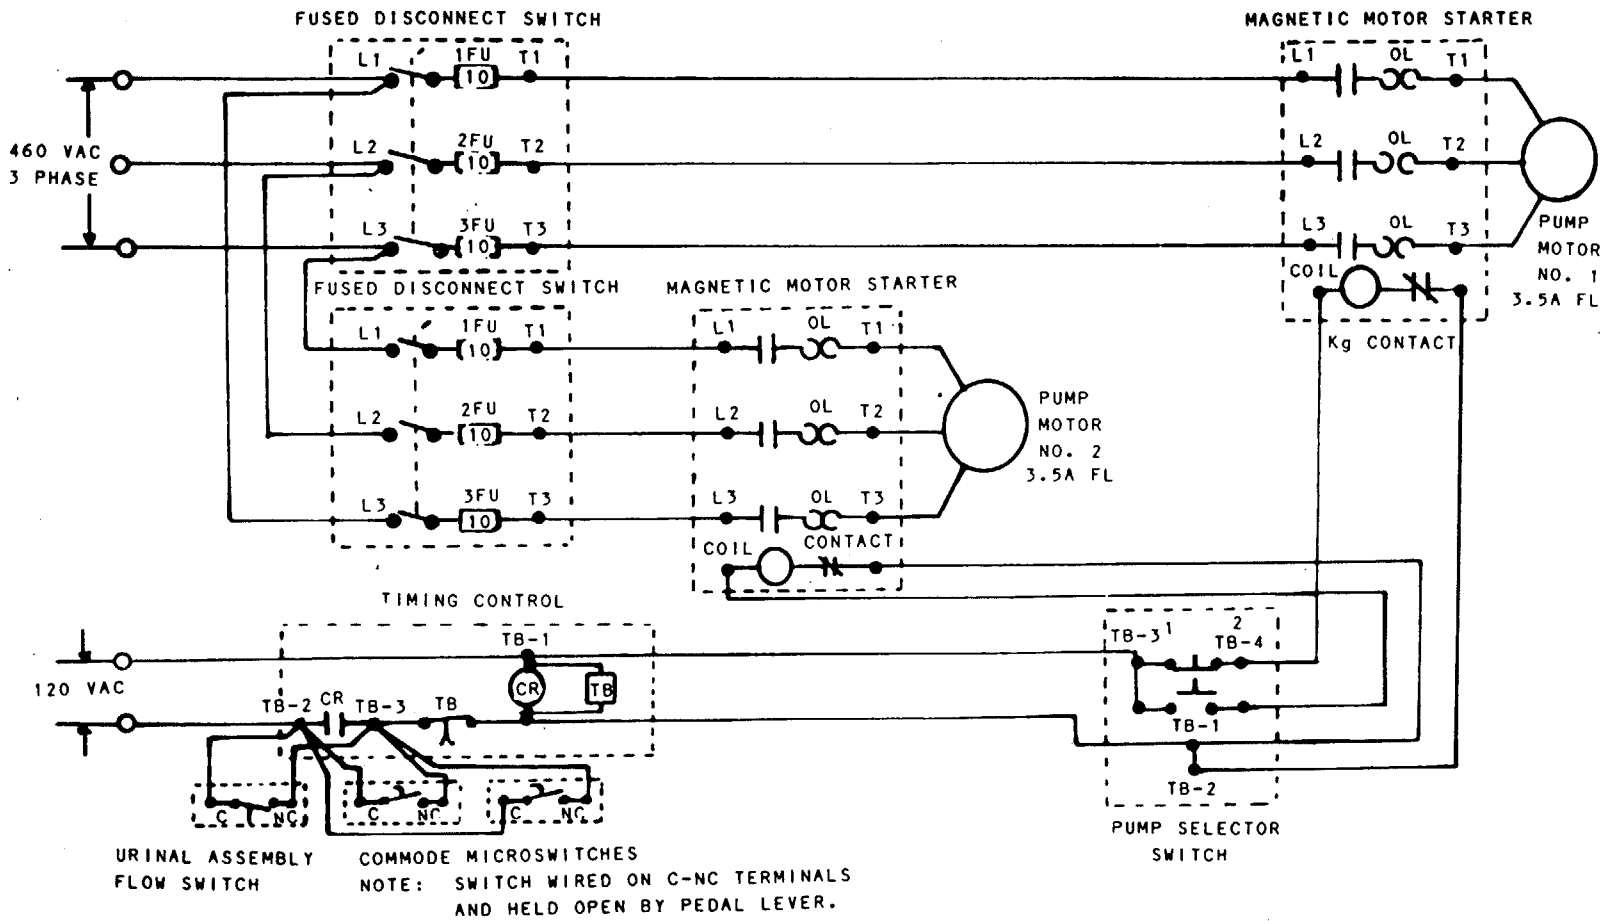 FUSED DISCONNECT SWITCH
MAGNETIC MOTOR STARTER
L1 1FU T1
10
L1 OL T1
460 VAC
3 PHASE
L2 2FU T2
10
L2 OL T2
L3 3FU T3
10
L3 OL T3
PUMP
MOTOR
NO. 1
3.5A FL
COIL
Kg CONTACT
FUSED DISCONNECT SWITCH
MAGNETIC MOTOR STARTER
L1 1FU T1
10
L1 OL T1
L2 2FU T2
10
L2 OL T2
PUMP
MOTOR
NO. 2
3.5A FL
L3 3FU T3
10
L3 OL T3
COIL CONTACT
TIMING CONTROL
TB-1
120 VAC
CR TB
TB-2 CR TB-3 TB
TB-3 1 2 TB-4
TB-1
TB-2
PUMP SELECTOR
SWITCH
C NC
C NC
C NC
URINAL ASSEMBLY
FLOW SWITCH
COMMODE MICROSWITCHES
NOTE: SWITCH WIRED ON C-NC TERMINALS
AND HELD OPEN BY PEDAL LEVER.